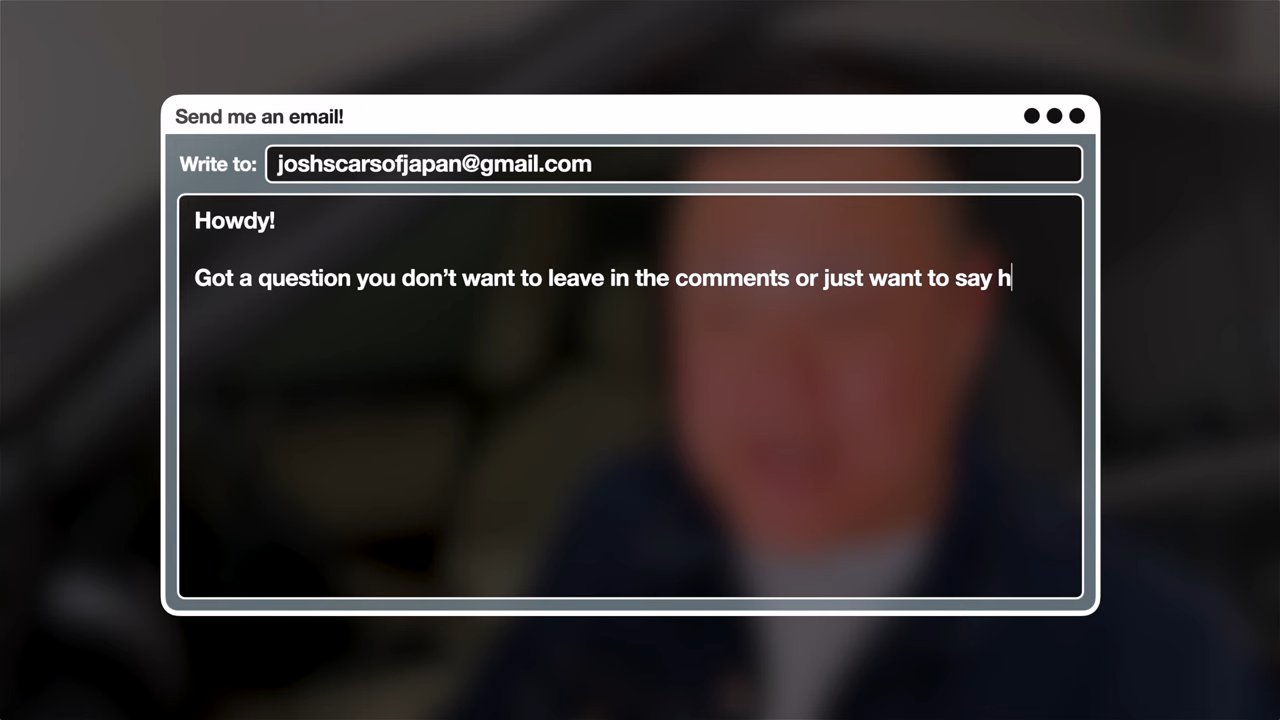 Send me an email!
Write to: joshscarsofjapan@gmail.com
Howdy!
Got a question you don’t want to leave in the comments or just want to say h